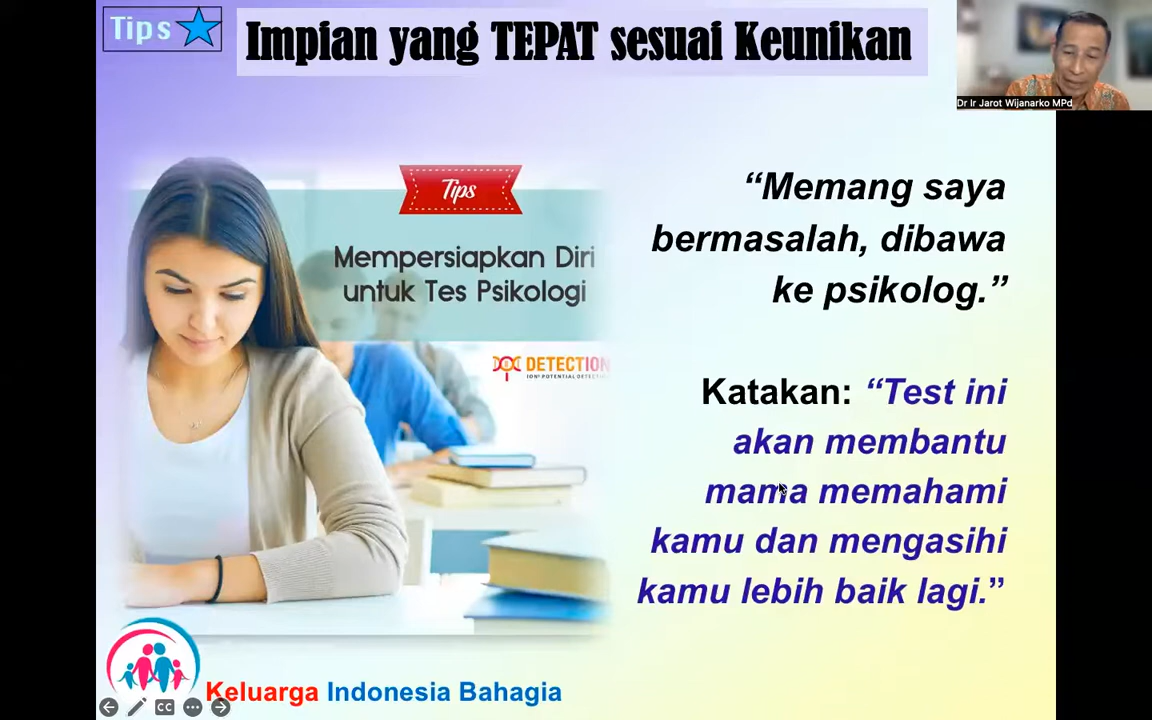 Tips
Impian yang TEPAT sesuai Keunikan
Dr Ir Jarot Wijanarko MPd
Tips
Mempersiapkan Diri
untuk Tes Psikologi
DETECTION
“Memang saya
bermasalah, dibawa
ke psikolog.”
Katakan: “Test ini
akan membantu
mama memahami
kamu dan mengasihi
kamu lebih baik lagi.”
Keluarga Indonesia Bahagia
CC